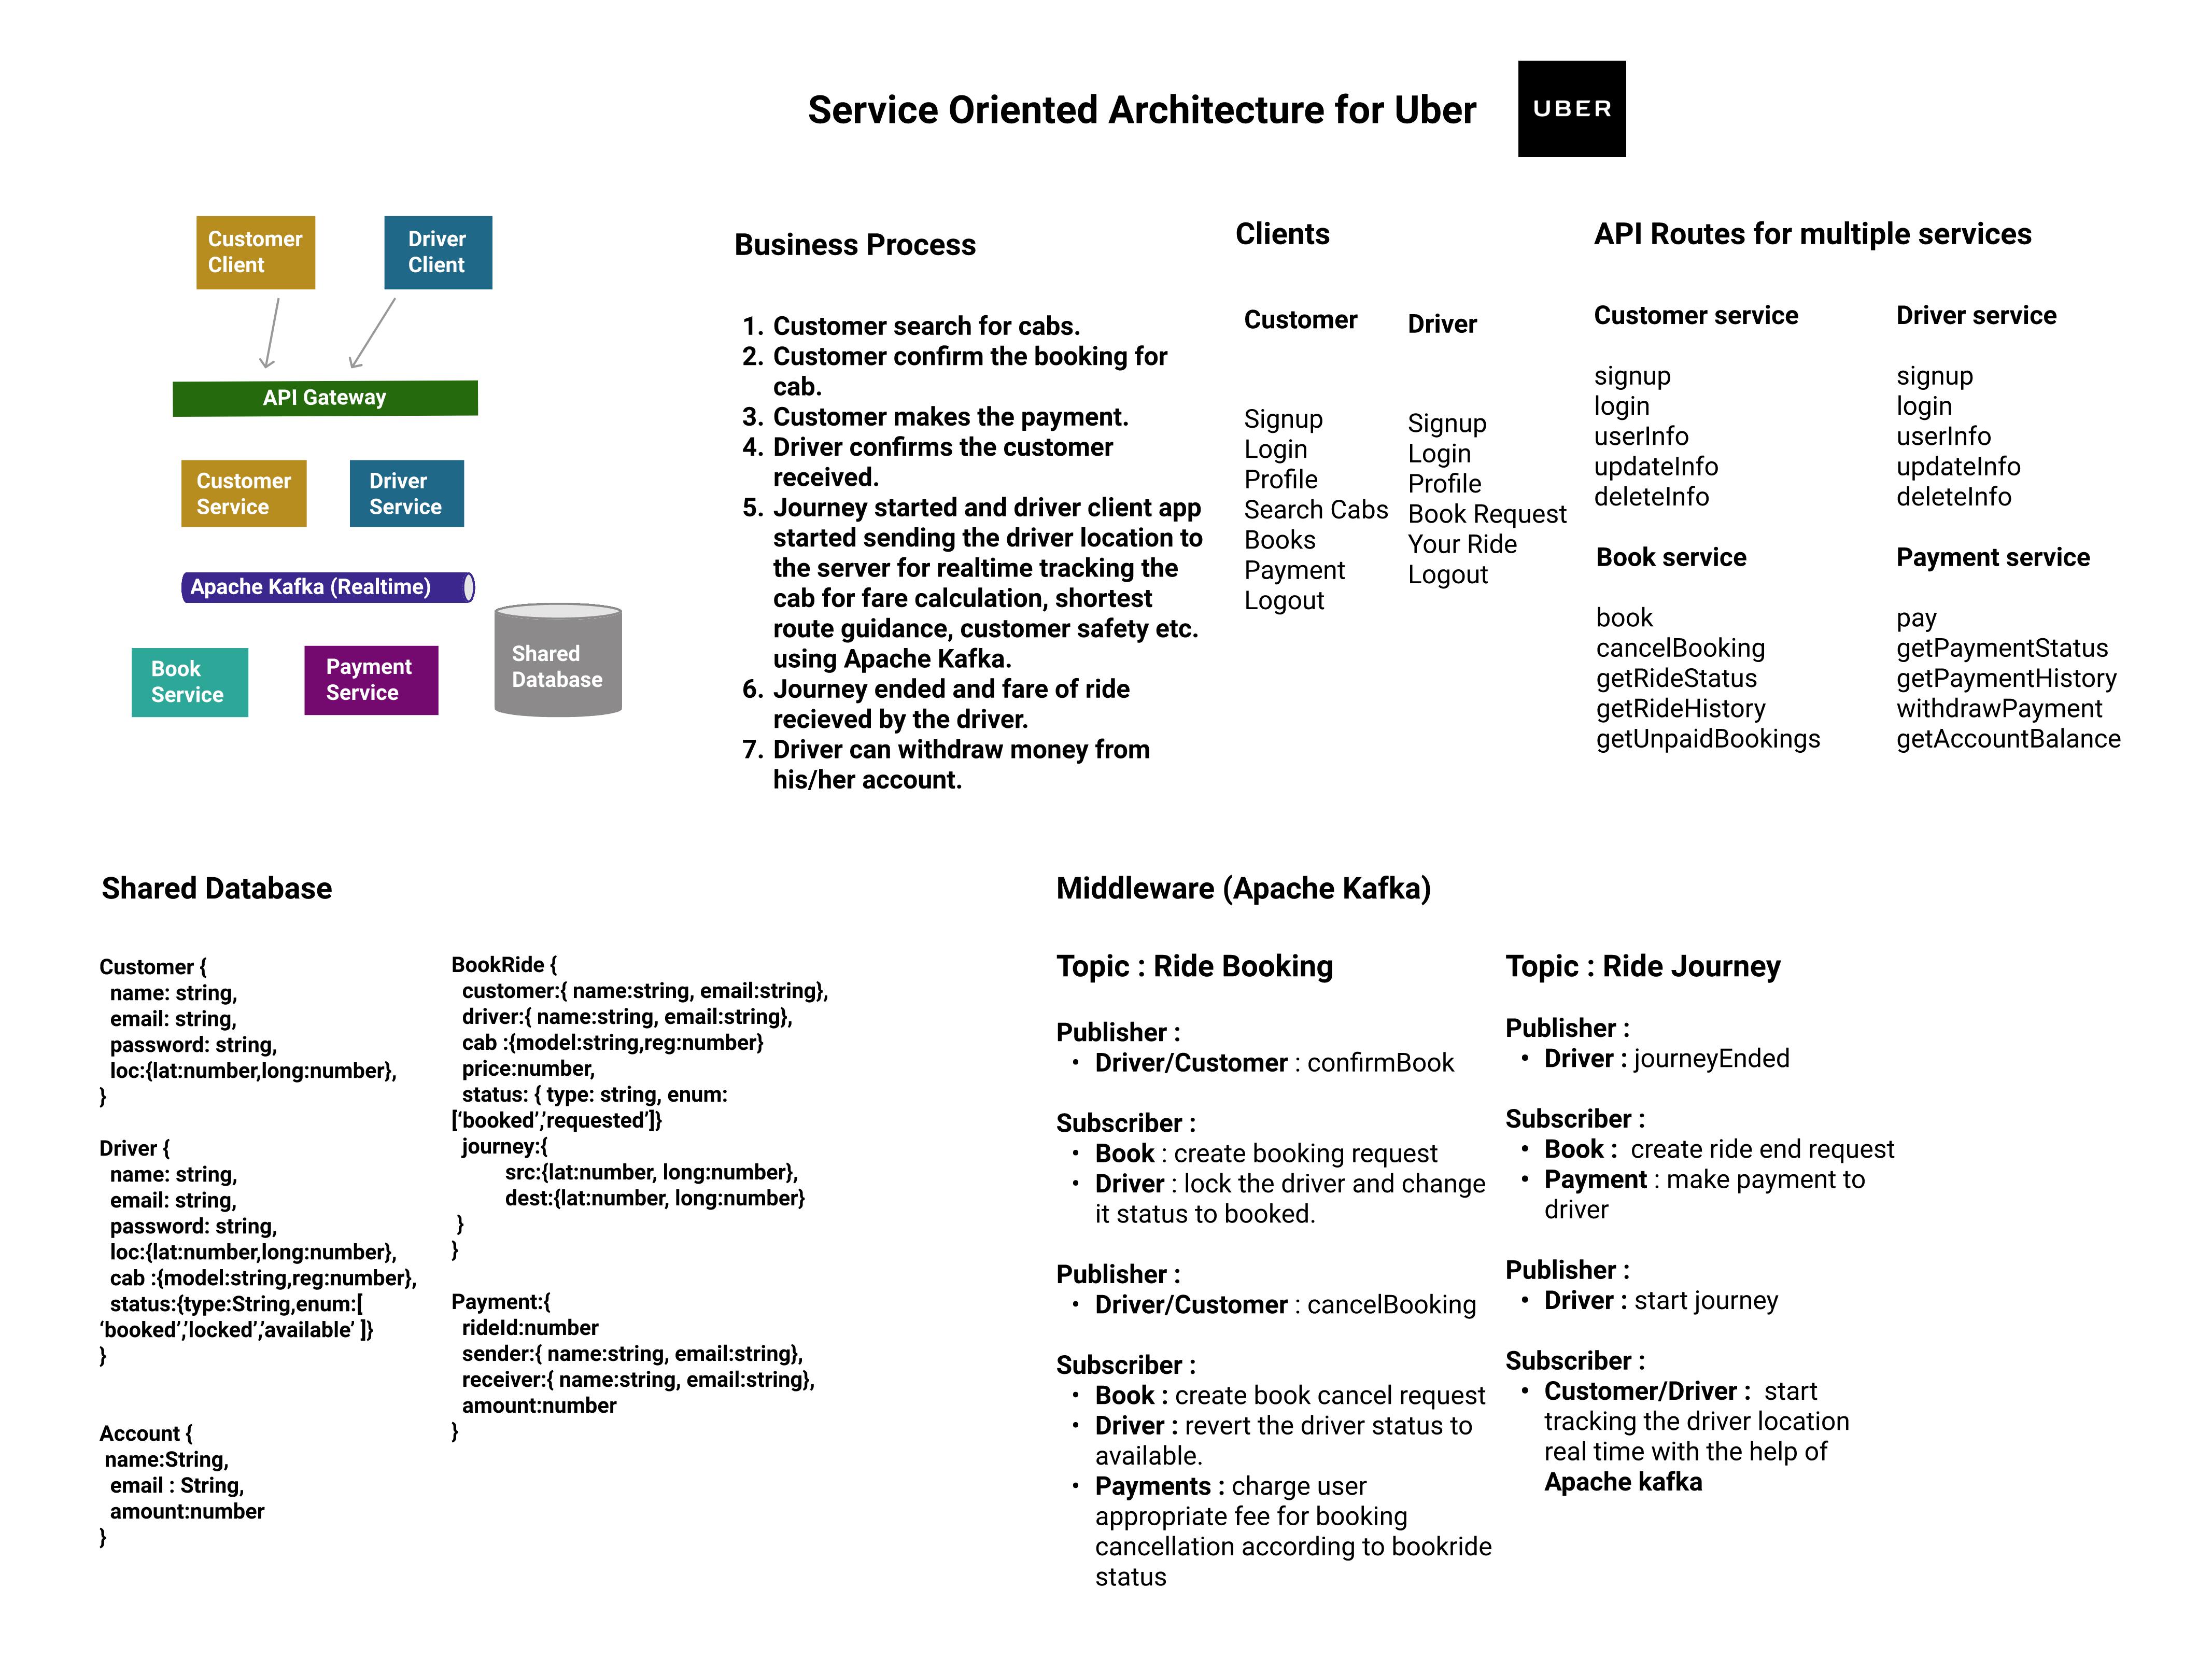 Service Oriented Architecture for Uber
UBER
Customer
Client
Driver
Client
API Gateway
Customer
Service
Driver
Service
Apache Kafka (Realtime)
Book
Service
Payment
Service
Shared
Database
Business Process
1. Customer search for cabs.
2. Customer confirm the booking for
cab.
3. Customer makes the payment.
4. Driver confirms the customer
received.
5. Journey started and driver client app
started sending the driver location to
the server for realtime tracking the
cab for fare calculation, shortest
route guidance, customer safety etc.
using Apache Kafka.
6. Journey ended and fare of ride
recieved by the driver.
7. Driver can withdraw money from
his/her account.
Clients
Customer
Signup
Login
Profile
Search Cabs
Books
Payment
Logout
Driver
Signup
Login
Profile
Book Request
Your Ride
Logout
API Routes for multiple services
Customer service
signup
login
userInfo
updateInfo
deleteInfo
Driver service
signup
login
userInfo
updateInfo
deleteInfo
Book service
book
cancelBooking
getRideStatus
getRideHistory
getUnpaidBookings
Payment service
pay
getPaymentStatus
getPaymentHistory
withdrawPayment
getAccountBalance
Shared Database
Customer {
name: string,
email: string,
password: string,
loc:{lat:number,long:number},
}
Driver {
name: string,
email: string,
password: string,
loc:{lat:number,long:number},
cab :{model:string,reg:number},
status:{type:String,enum:[
‘booked’,’locked’,’available’ ]}
}
Account {
name:String,
email : String,
amount:number
}
BookRide {
customer:{ name:string, email:string},
driver:{ name:string, email:string},
cab :{model:string,reg:number}
price:number,
status: { type: string, enum:
[‘booked’,’requested’]}
journey:{
src:{lat:number, long:number},
dest:{lat:number, long:number}
}
}
Payment:{
rideId:number
sender:{ name:string, email:string},
receiver:{ name:string, email:string},
amount:number
}
Middleware (Apache Kafka)
Topic : Ride Booking
Publisher :
• Driver/Customer : confirmBook
Subscriber :
• Book : create booking request
• Driver : lock the driver and change
it status to booked.
Publisher :
• Driver/Customer : cancelBooking
Subscriber :
• Book : create book cancel request
• Driver : revert the driver status to
available.
• Payments : charge user
appropriate fee for booking
cancellation according to bookride
status
Topic : Ride Journey
Publisher :
• Driver : journeyEnded
Subscriber :
• Book : create ride end request
• Payment : make payment to
driver
Publisher :
• Driver : start journey
Subscriber :
• Customer/Driver : start
tracking the driver location
real time with the help of
Apache kafka